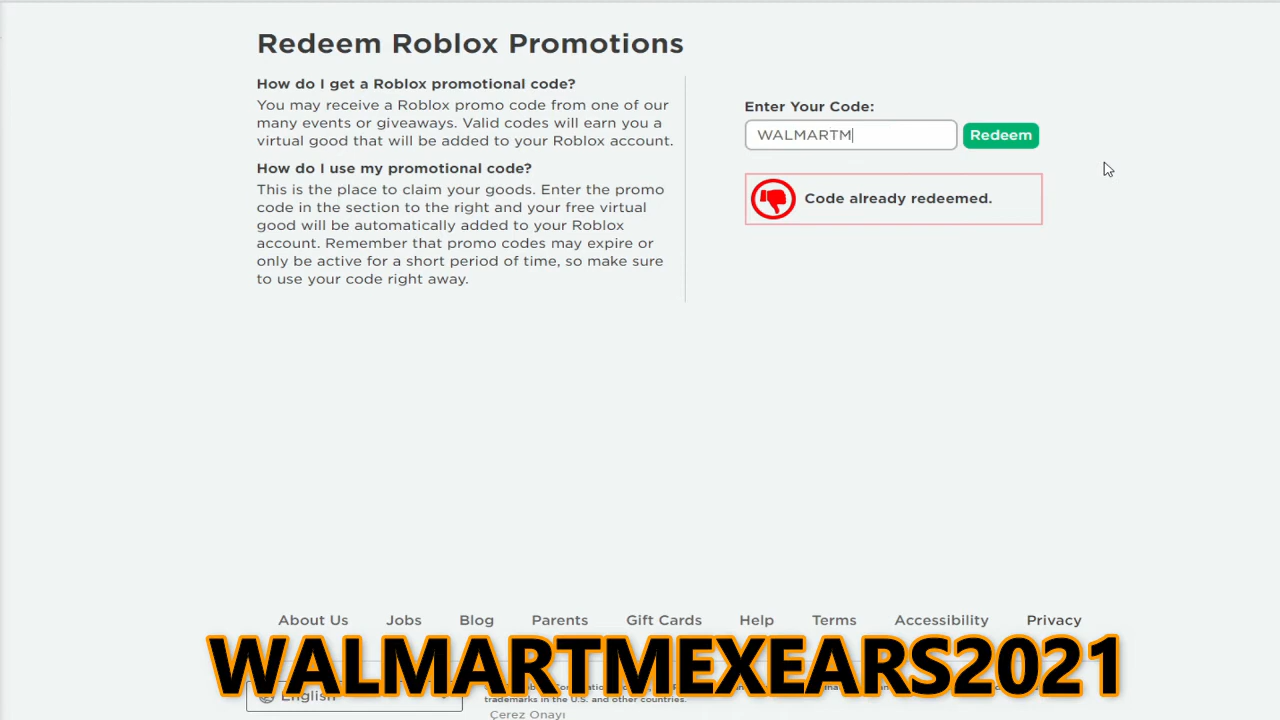 Redeem Roblox Promotions
How do I get a Roblox promotional code?
You may receive a Roblox promo code from one of our
many events or giveaways. Valid codes will earn you a
virtual good that will be added to your Roblox account.
How do I use my promotional code?
This is the place to claim your goods. Enter the promo
code in the section to the right and your free virtual
good will be automatically added to your Roblox
account. Remember that promo codes may expire or
only be active for a short period of time, so make sure
to use your code right away.
Enter Your Code:
WALMARTM Redeem
Code already redeemed.
About Us Jobs Blog Parents Gift Cards Help Terms Accessibility Privacy
WALMARTMEXEARS2021
English
trademarks in the U.S. and other countries.
Çerez Onayı